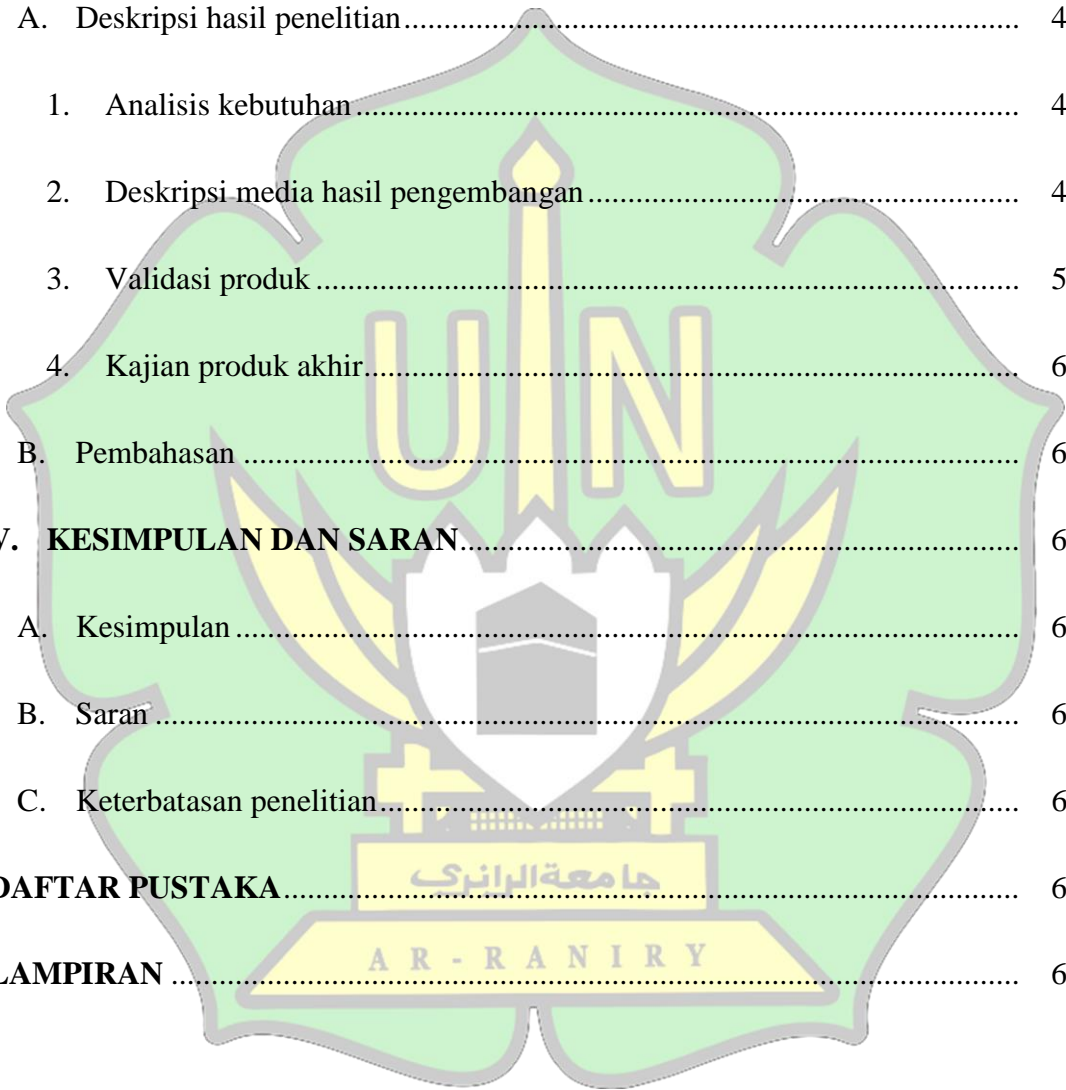 A. Deskripsi hasil penelitian.......................................................... 4
1. Analisis kebutuhan.......................................................... 4
2. Deskripsi media hasil pengembangan.......................................................... 4
3. Validasi produk.......................................................... 5
4. Kajian produk akhir.......................................................... 6
B. Pembahasan.......................................................... 6
V. KESIMPULAN DAN SARAN.......................................................... 6
A. Kesimpulan.......................................................... 6
B. Saran.......................................................... 6
C. Keterbatasan penelitian.......................................................... 6
DAFTAR PUSTAKA.......................................................... 6
LAMPIRAN.......................................................... 6
UIN
جامعة الرانري
AR-RANIRY